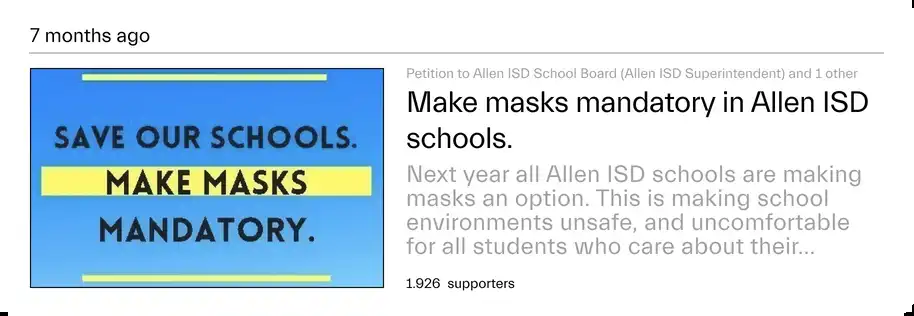 7 months ago
SAVE OUR SCHOOLS.
MAKE MASKS
MANDATORY.
Petition to Allen ISD School Board (Allen ISD Superintendent) and 1 other
Make masks mandatory in Allen ISD
schools.
Next year all Allen ISD schools are making
masks an option. This is making school
environments unsafe, and uncomfortable
for all students who care about their...
1.926 supporters